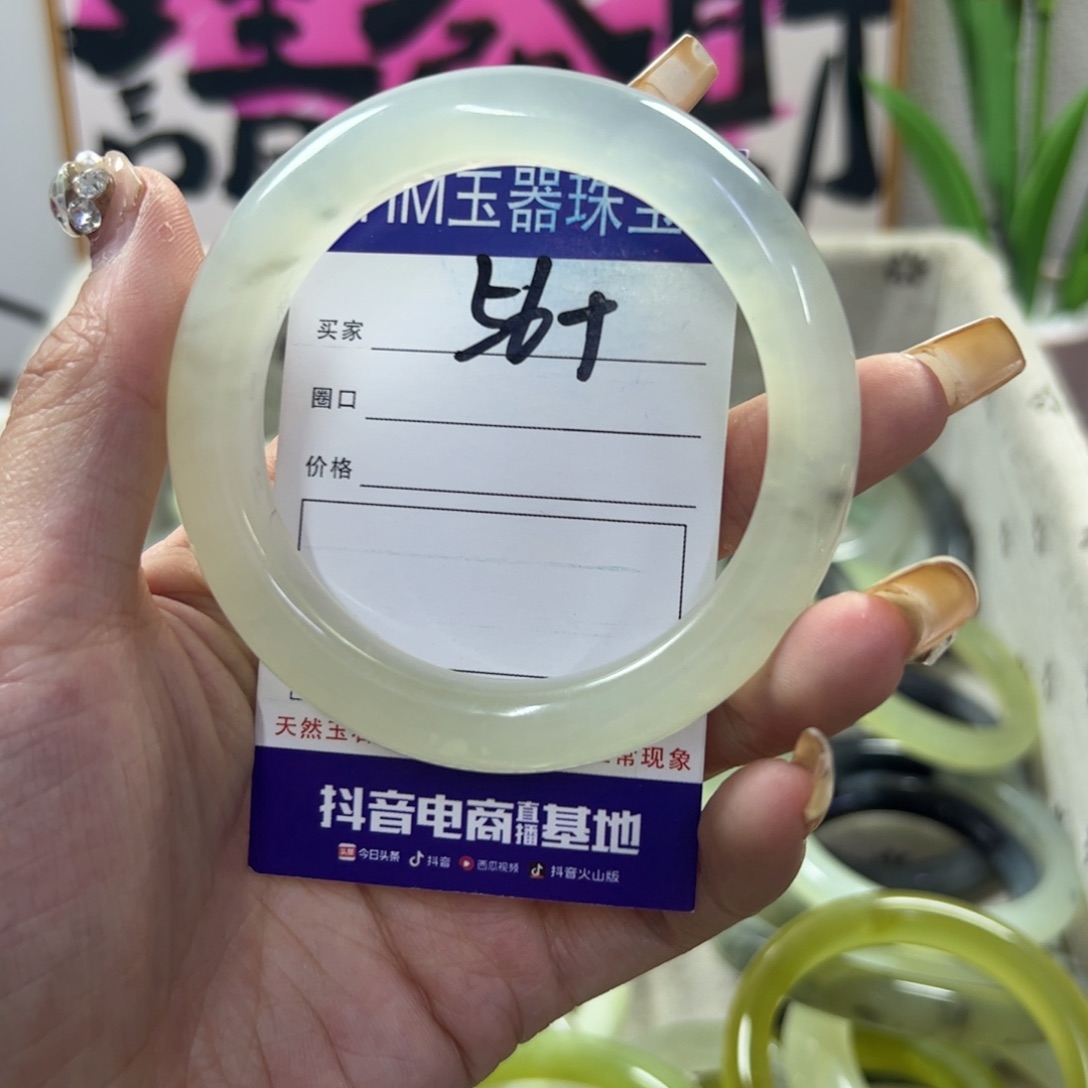 HM玉器珠宝
买家
圈口
价格
天然玉
常现象
抖音电商直播基地
今日头条 抖音 西瓜视频 抖音火山版